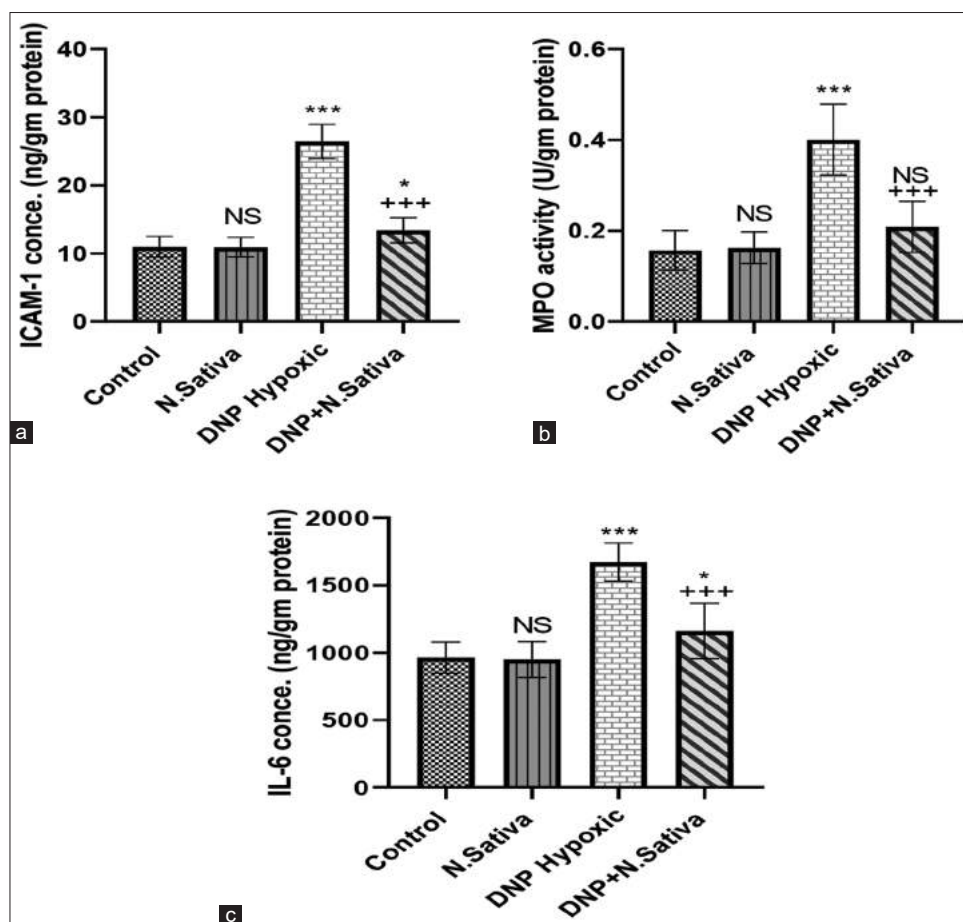 ICAM-1 conce. (ng/gm protein)
40
30
20
10
0
NS
***
*
+++
Control
N.Sativa
DNP Hypoxic
DNP+N.Sativa
a
MPO activity (U/gm protein)
0.6
0.4
0.2
0.0
NS
***
NS
+++
Control
N.Sativa
DNP Hypoxic
DNP+N.Sativa
b
IL-6 conce. (ng/gm protein)
2000
1500
1000
500
0
NS
***
*
+++
Control
N.Sativa
DNP Hypoxic
DNP+N.Sativa
c